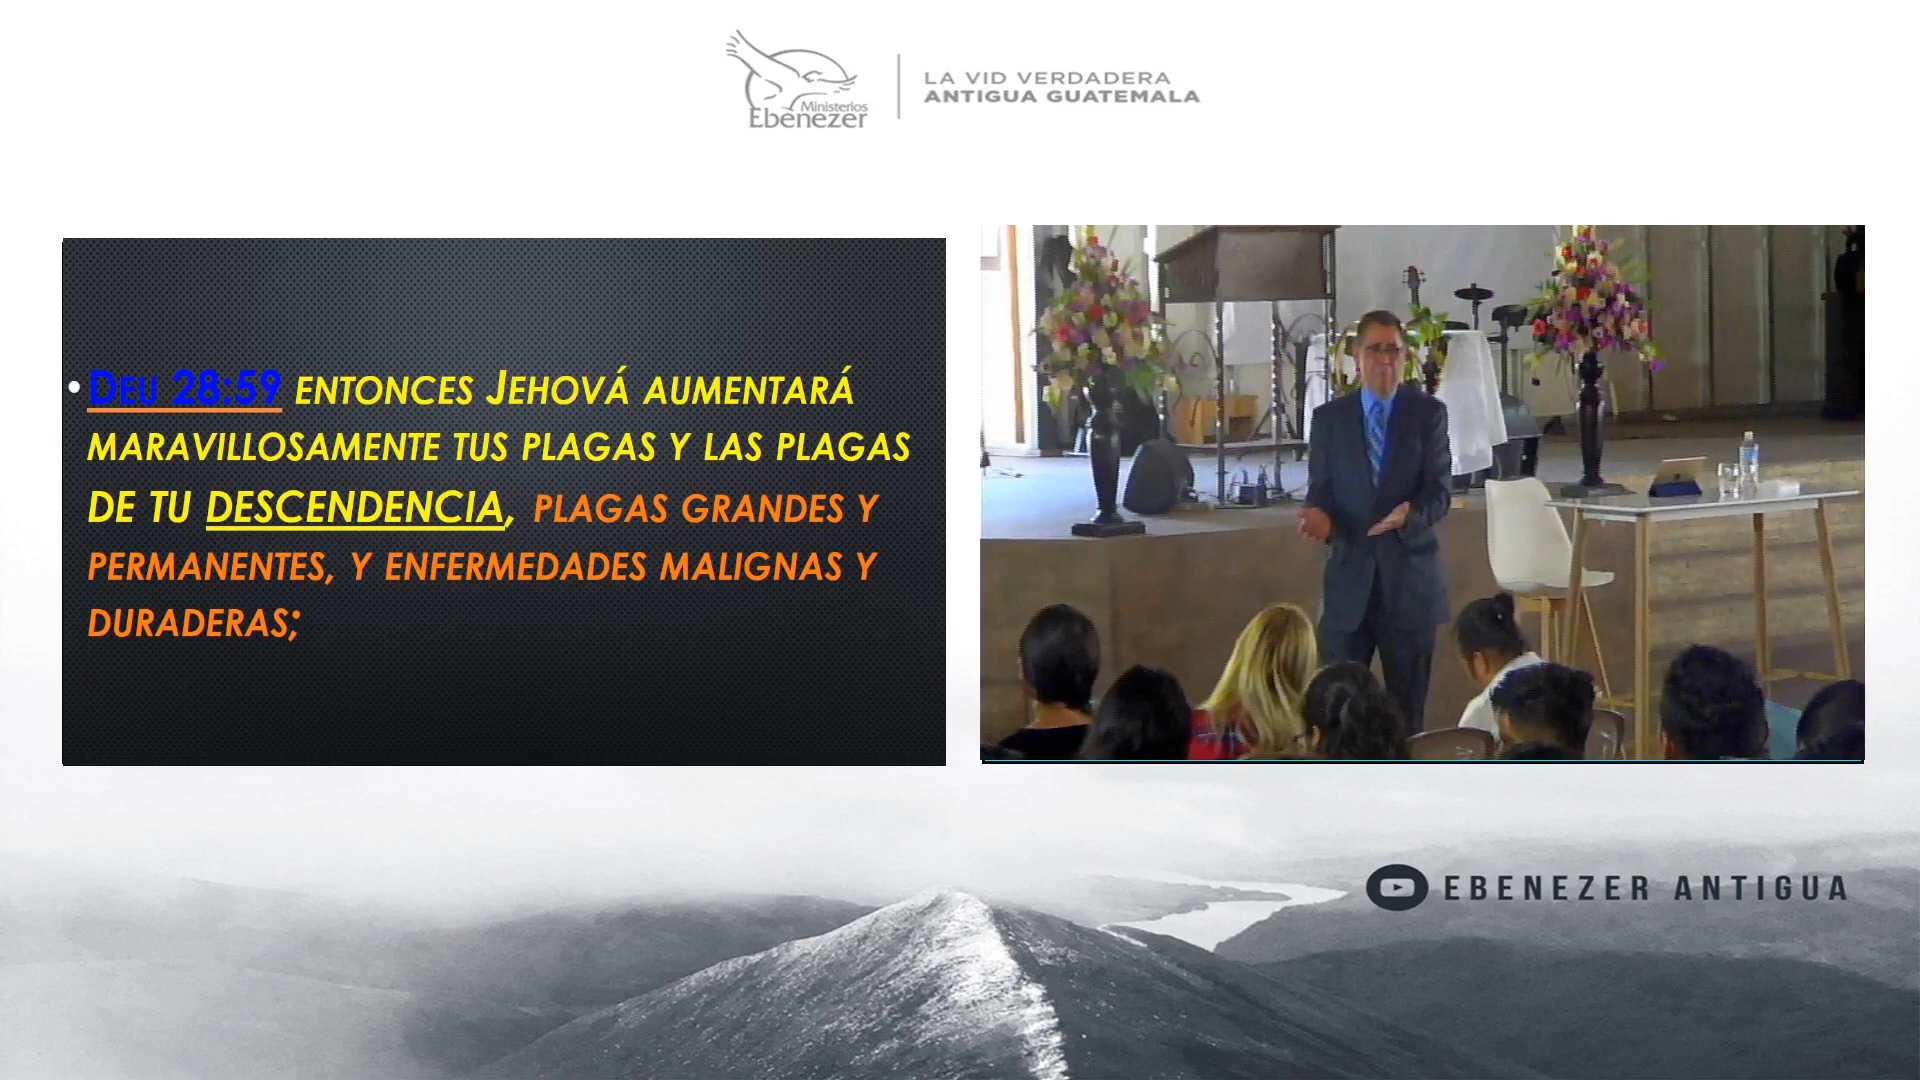 Ministerios
Ebenezer
LA VID VERDADERA
ANTIGUA GUATEMALA
• DEU 28:59 ENTONCES JEHOVÁ AUMENTARÁ
MARAVILLOSAMENTE TUS PLAGAS Y LAS PLAGAS
DE TU DESCENDENCIA, PLAGAS GRANDES Y
PERMANENTES, Y ENFERMEDADES MALIGNAS Y
DURADERAS;
EBENEZER ANTIGUA